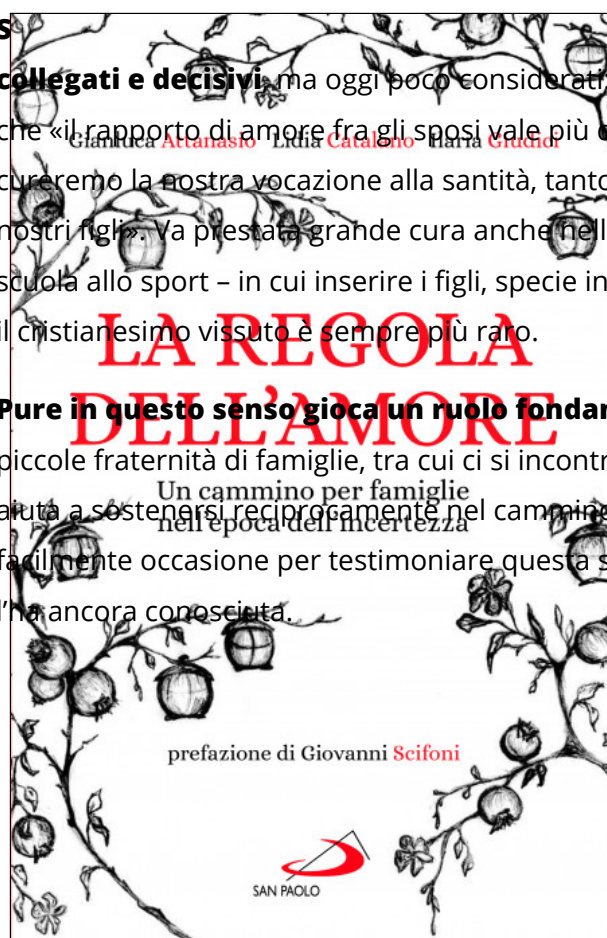 collegati e decisivi, ma oggi poco considerati
che «il rapporto di amore fra gli sposi vale più
Gianluca Attanasio Lidia Catalano Ilaria Giudici
cureremo la nostra vocazione alla santità, tanto
nostri figli». Va prestata grande cura anche nell
scuola allo sport – in cui inserire i figli, specie in
il cristianesimo vissuto è sempre più raro.
LA REGOLA
DELL'AMORE
Pure in questo senso gioca un ruolo fondam
piccole fraternità di famiglie, tra cui ci si incontr
Un cammino per famiglie
nell'epoca dell'incertezza
aiuta a sostenersi reciprocamente nel cammino
facilmente occasione per testimoniare questa s
l'ha ancora conosciuta.
prefazione di Giovanni Scifoni
SAN PAOLO